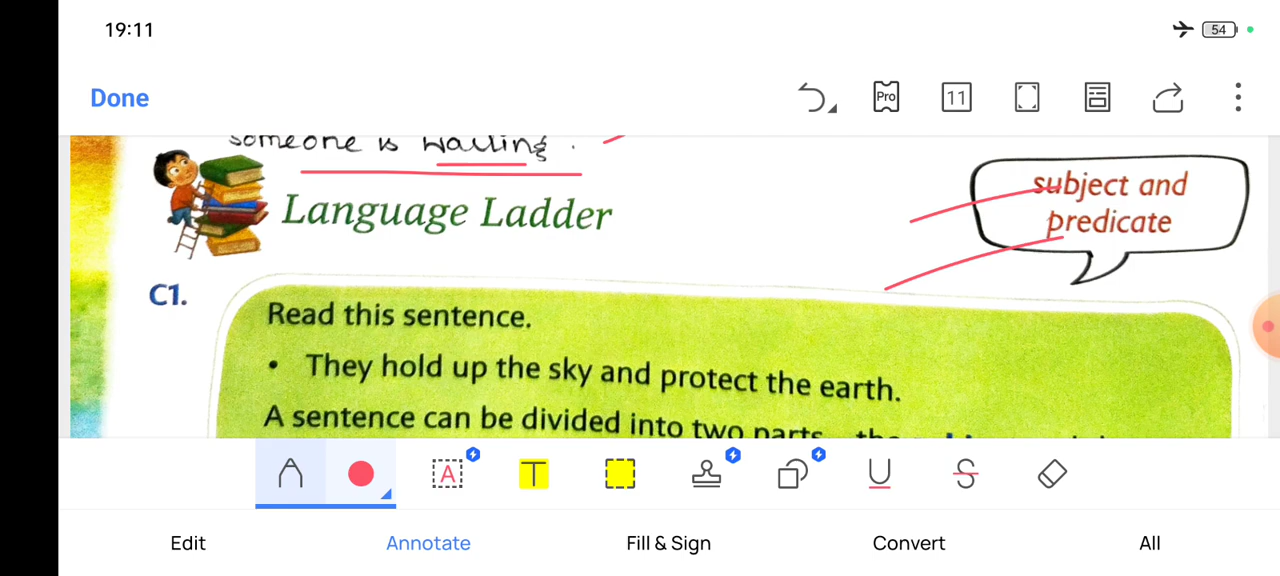 19:11
54
Done
Pro
11
someone is waiting.
Language Ladder
subject and
predicate
C1.
Read this sentence.
• They hold up the sky and protect the earth.
A sentence can be divided into two parts – the
A
T
U
S
Edit
Annotate
Fill & Sign
Convert
All